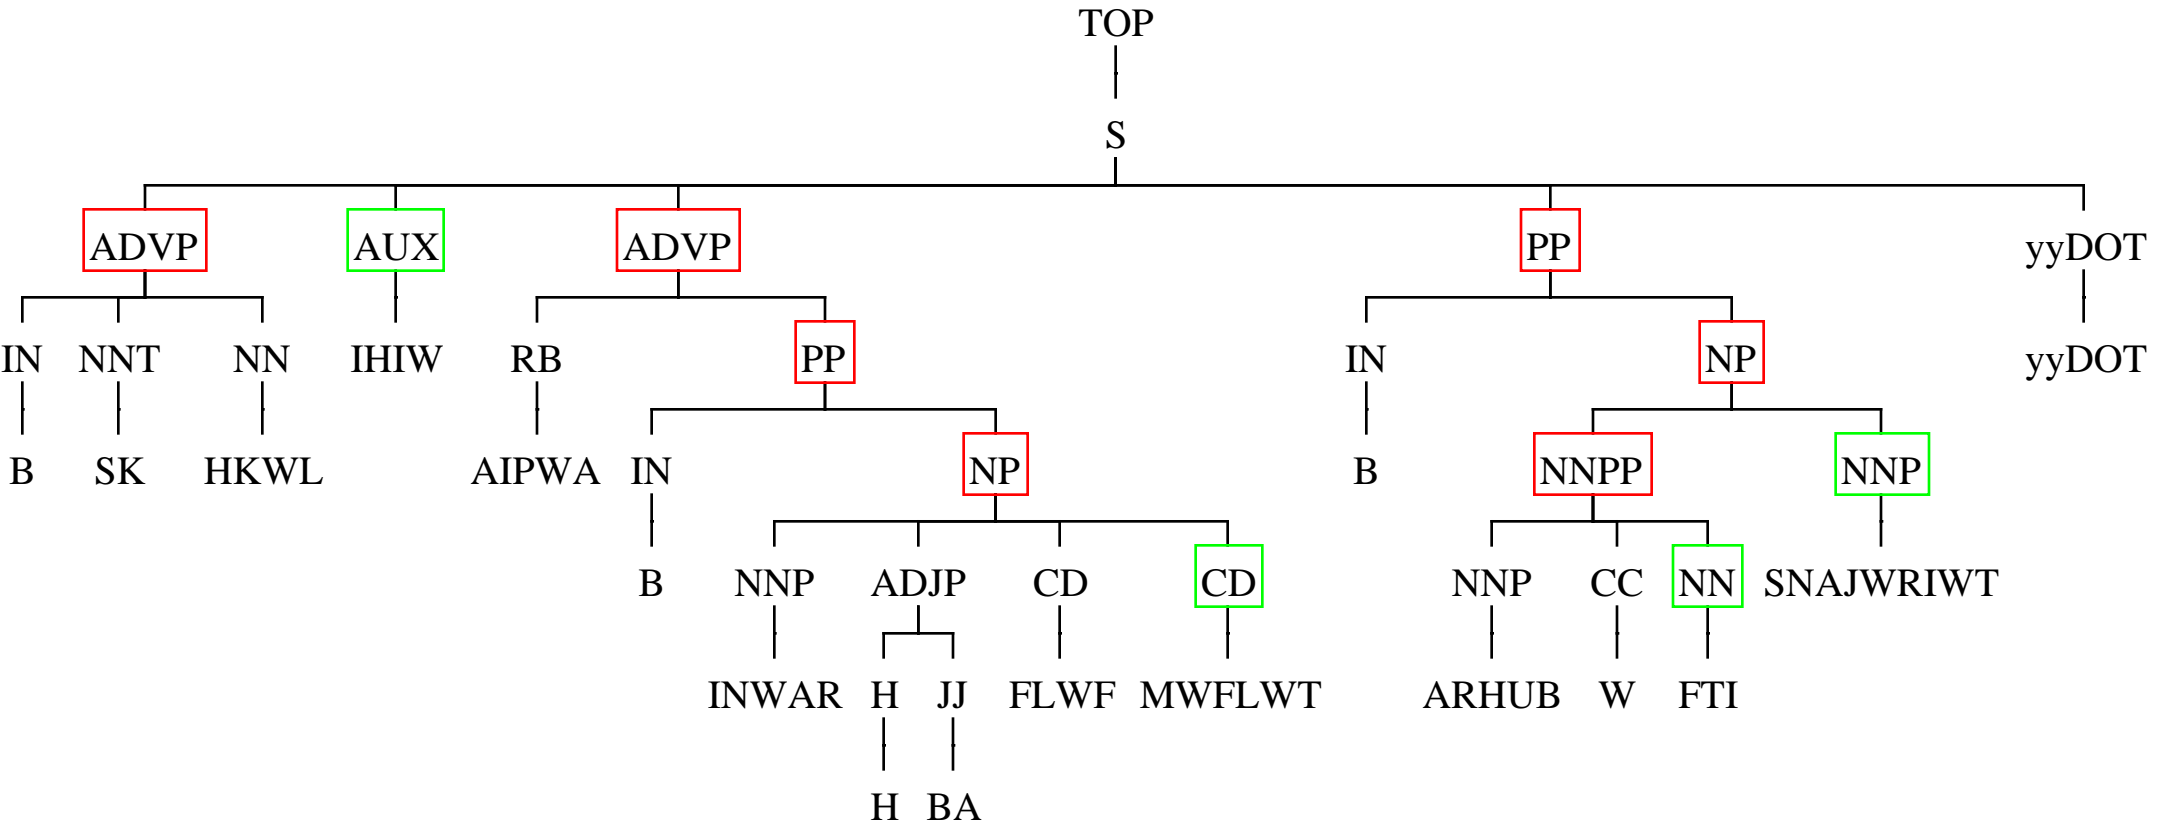 TOP
S
ADVP AUX ADVP PP yyDOT
IN NNT NN IHIW RB PP IN NP yyDOT
B SK HKWL AIPWA IN NP B NNPP NNP
B NNP ADJP CD CD NNP CC NN SNAJWRIWT
INWAR H JJ FLWF MWFLWT ARHUB W FTI
H BA